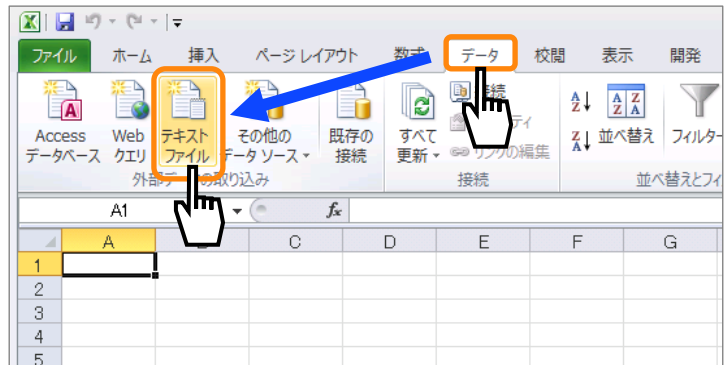 ファイル ホーム 挿入 ページ レイアウト 数式 データ 校閲 表示 開発
Access データベース
Web クエリ
テキスト ファイル
その他の データ ソース
既存の 接続
すべて 更新
接続
ティ
リンクの編集
並べ替え
フィルター
外部データの取り込み
接続
並べ替えとフィ
A1
fx
A
C D E F G
1
2
3
4
5